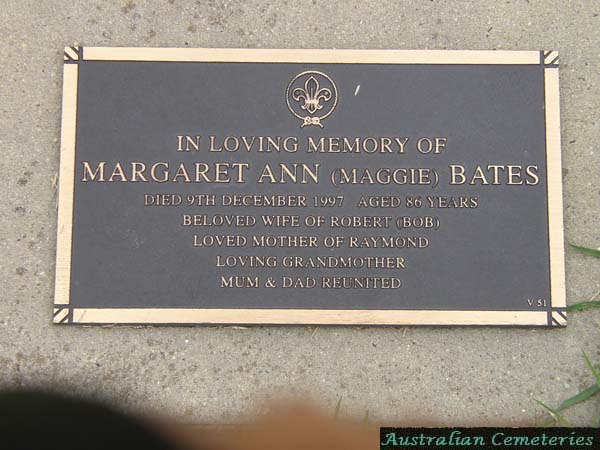 IN LOVING MEMORY OF
MARGARET ANN (MAGGIE) BATES
DIED 9TH DECEMBER 1997 AGED 86 YEARS
BELOVED WIFE OF ROBERT (BOB)
LOVED MOTHER OF RAYMOND
LOVING GRANDMOTHER
MUM & DAD REUNITED
V 51
Australian Cemeteries